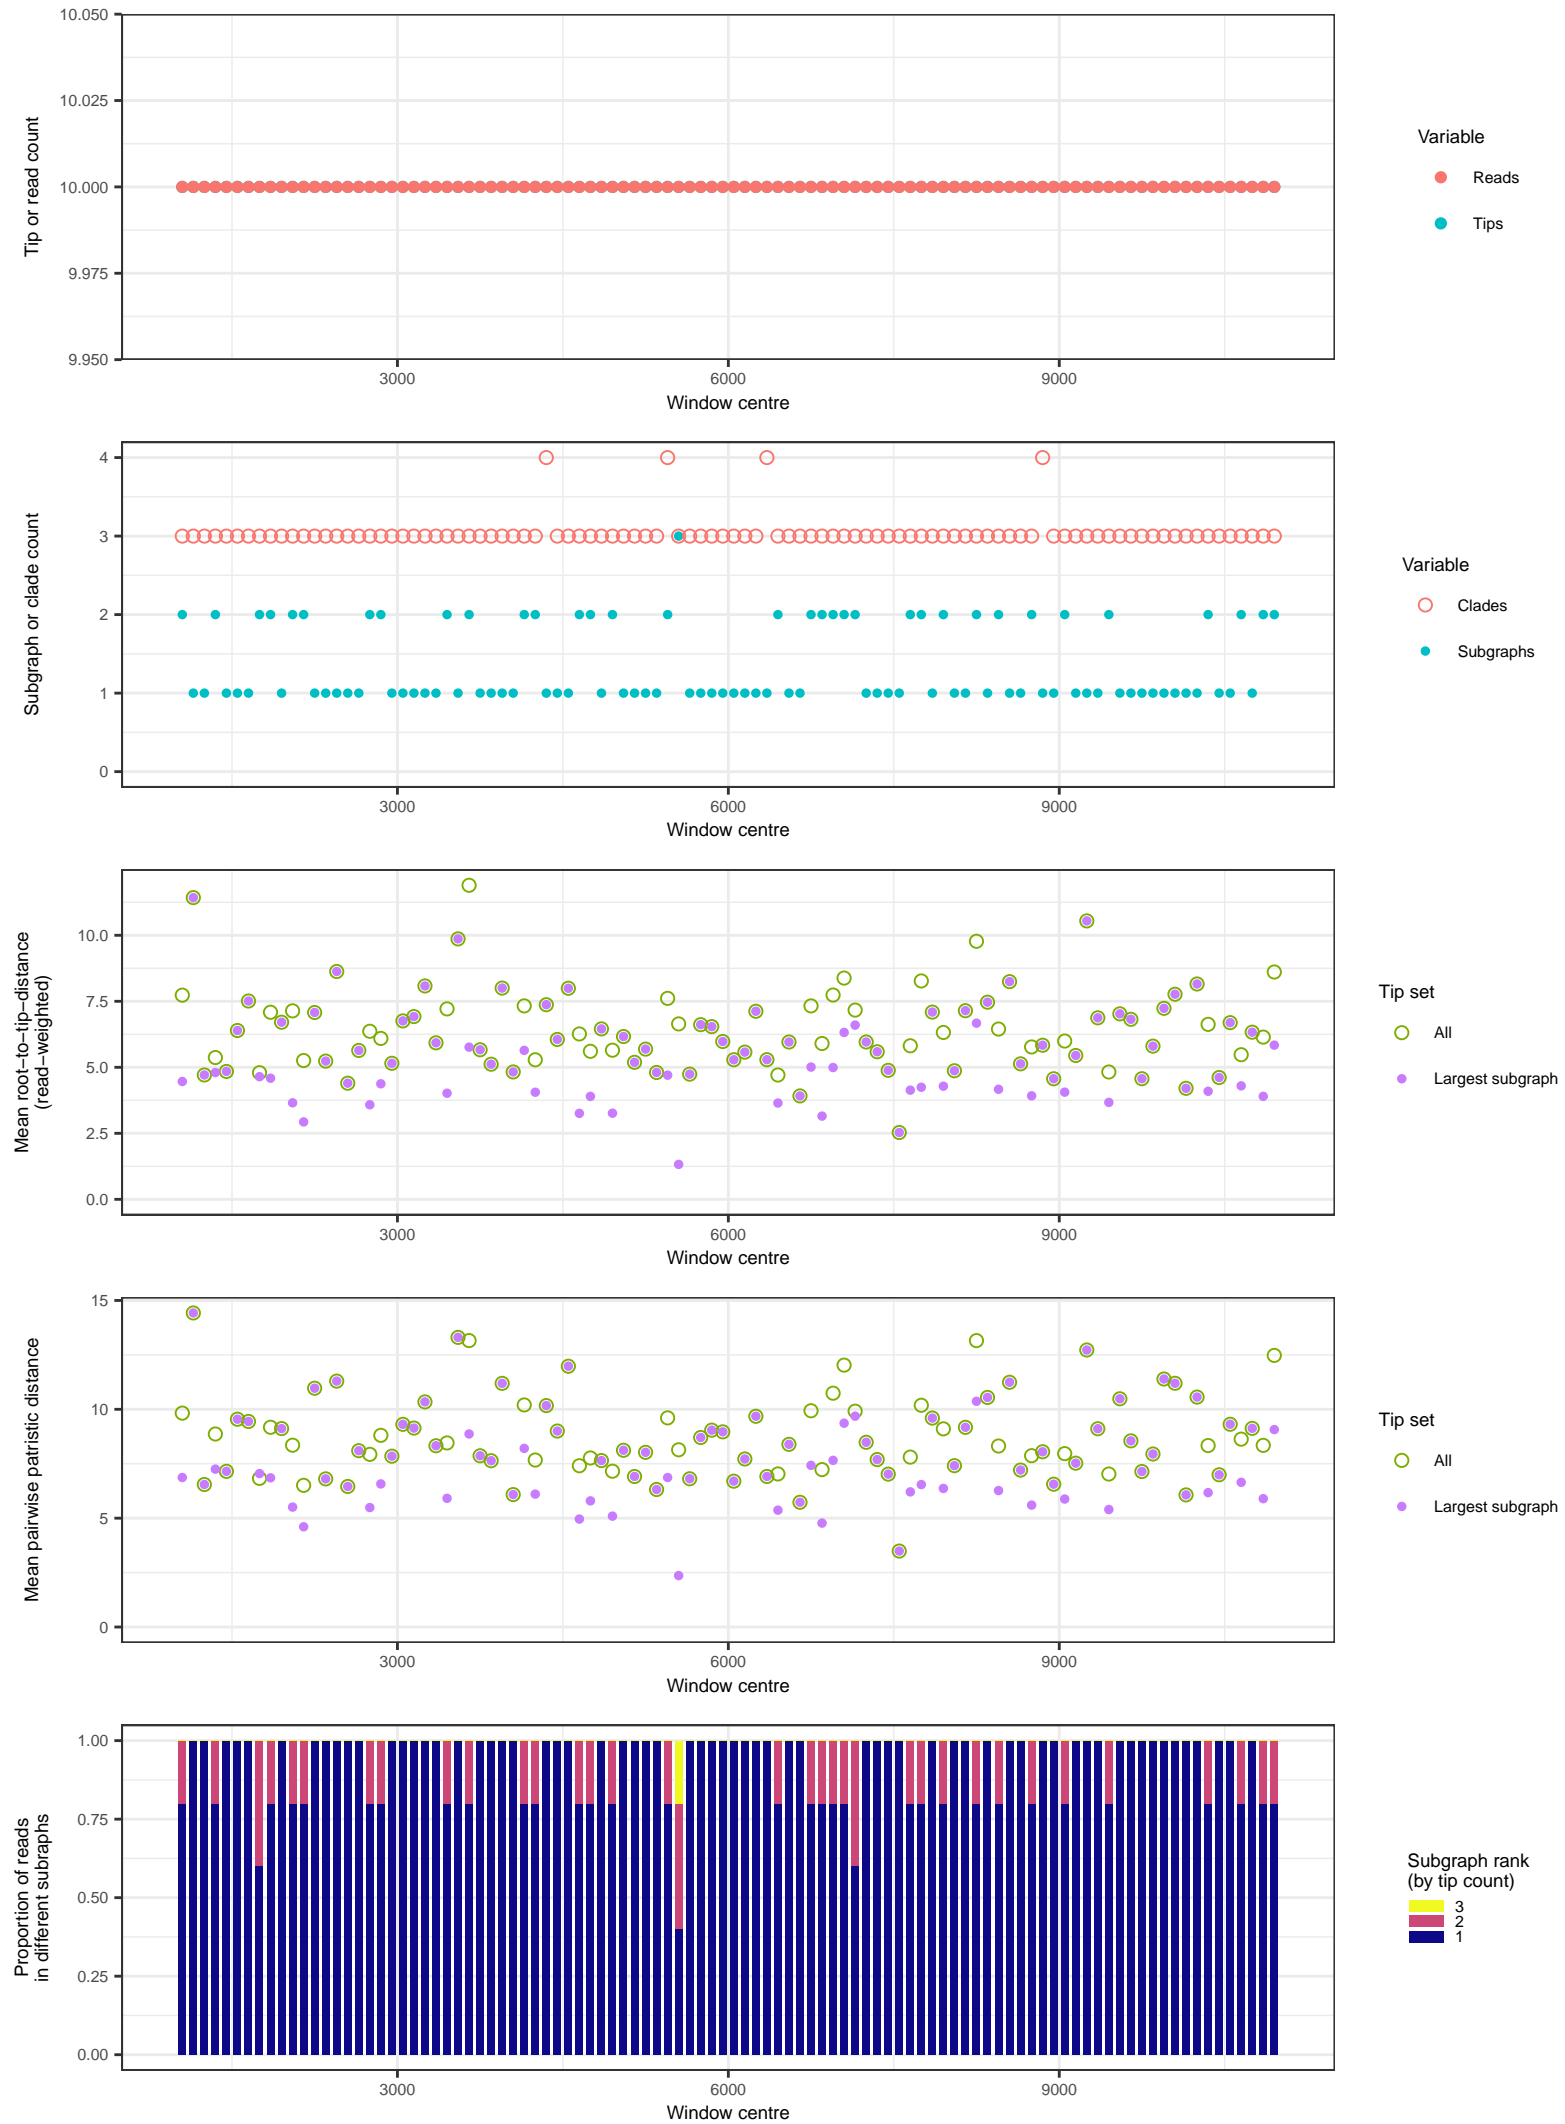 10.050
10.025
10.000
9.975
9.950
Tip or read count
3000
6000
9000
Window centre
Variable
Reads
Tips
4
3
2
1
0
Subgraph or clade count
3000
6000
9000
Window centre
Variable
Clades
Subgraphs
10.0
7.5
5.0
2.5
0.0
Mean root−to−tip−distance
(read−weighted)
3000
6000
9000
Window centre
Tip set
All
Largest subgraph
15
10
5
0
Mean pairwise patristic distance
3000
6000
9000
Window centre
Tip set
All
Largest subgraph
1.00
0.75
0.50
0.25
0.00
Proportion of reads
in different subraphs
3000
6000
9000
Window centre
Subgraph rank
(by tip count)
3
2
1